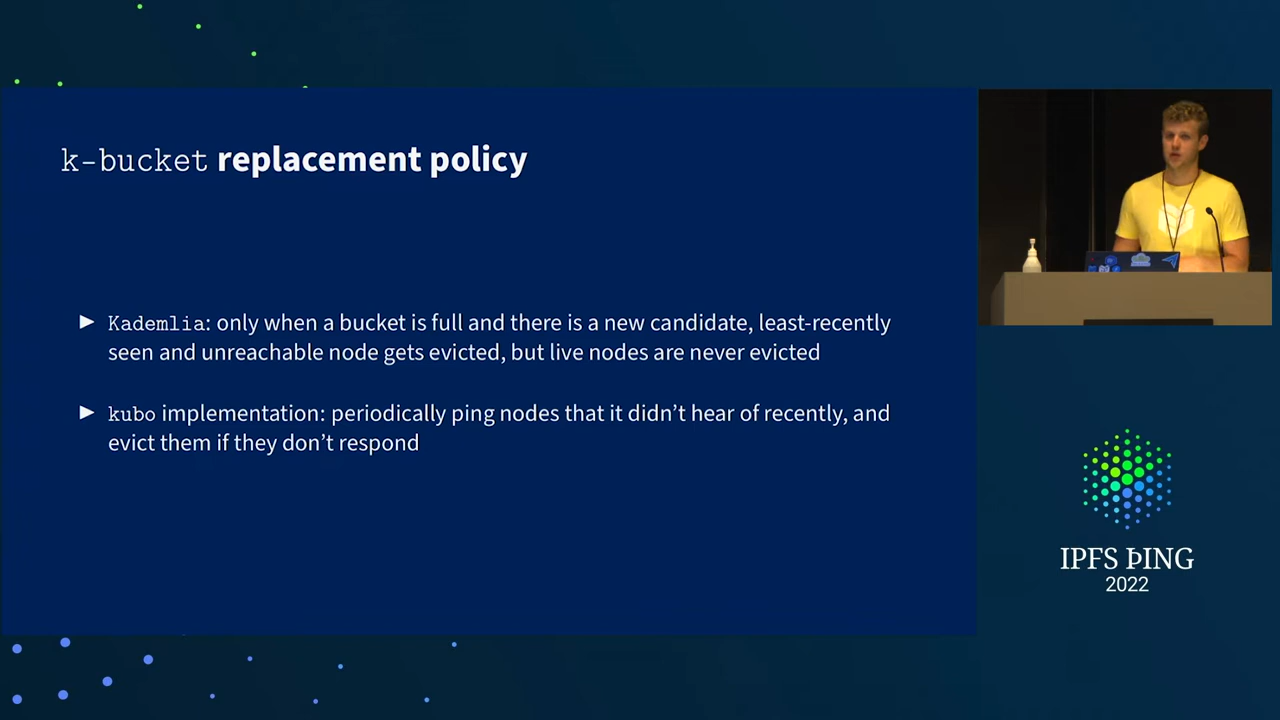 k-bucket replacement policy
► Kademlia: only when a bucket is full and there is a new candidate, least-recently
seen and unreachable node gets evicted, but live nodes are never evicted
► kubo implementation: periodically ping nodes that it didn't hear of recently, and
evict them if they don't respond
IPFS ÞING
2022